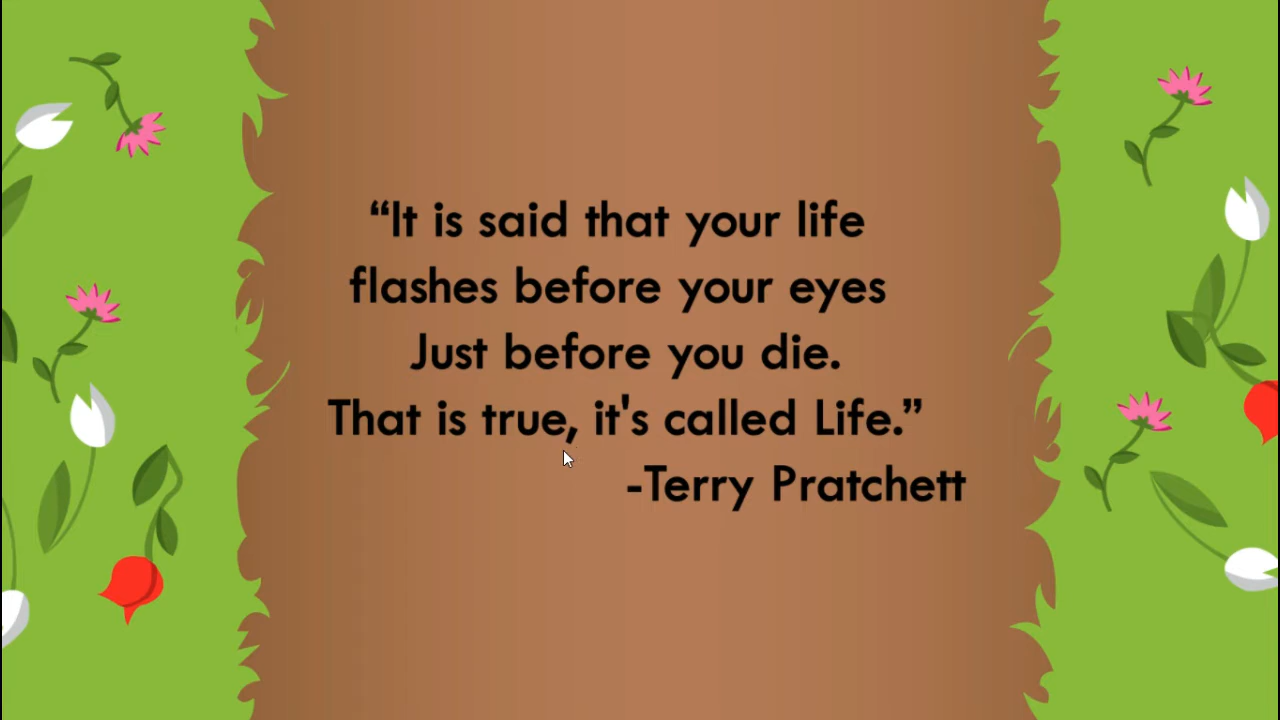 “It is said that your life
flashes before your eyes
Just before you die.
That is true, it's called Life.”
-Terry Pratchett